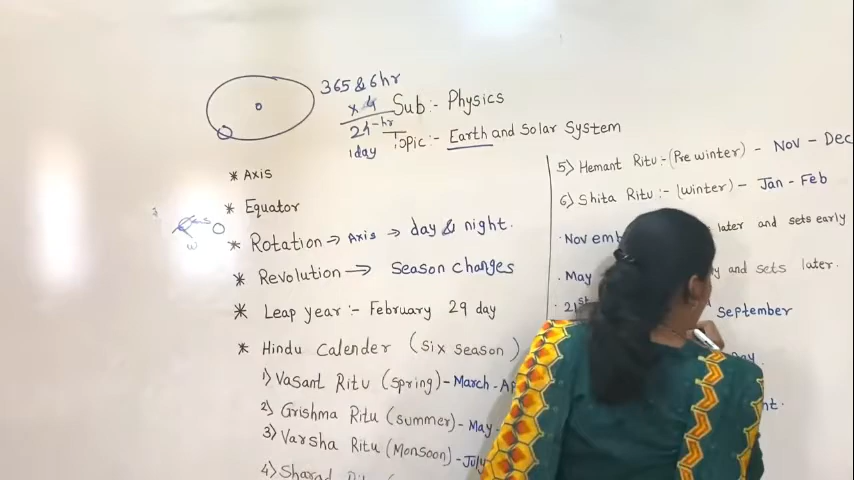 365 & 6hr
x 4
24-hr
1day
Sub:- Physics
Topic:- Earth and Solar System
* Axis
* Equator
* Rotation → Axis → day & night.
* Revolution → Season changes
* Leap year:- February 29 day
* Hindu Calender (six season)
1) Vasant Ritu (spring) - March - Ap
2) Grishma Ritu (summer) - May -
3) Varsha Ritu (Monsoon) - July
4) Sharad
5) Hemant Ritu:- (Pre winter) - Nov - Dec
6) Shita Ritu:- (winter) - Jan - Feb
· Novemb later and sets early
· May and sets later.
· 21st September